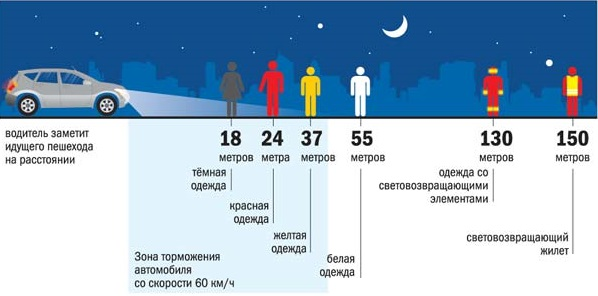 водитель заметит
идущего пешехода
на расстоянии
18
метров
тёмная
одежда
24
метра
красная
одежда
37
метров
желтая
одежда
55
метров
белая
одежда
130
метров
одежда со
световозвращающими
элементами
150
метров
световозвращающий
жилет
Зона торможения
автомобиля
со скорости 60 км/ч